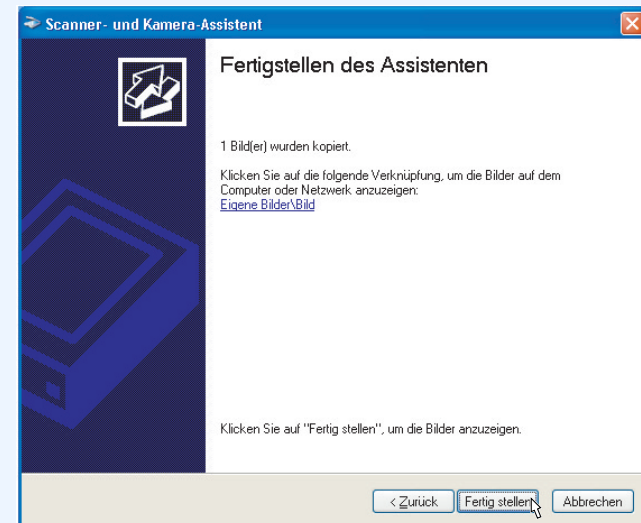 Scanner- und Kamera-Assistent
Fertigstellen des Assistenten
1 Bild(er) wurden kopiert.
Klicken Sie auf die folgende Verknüpfung, um die Bilder auf dem
Computer oder Netzwerk anzuzeigen:
Eigene Bilder\Bild
Klicken Sie auf "Fertig stellen", um die Bilder anzuzeigen.
< Zurück Fertig stellen Abbrechen